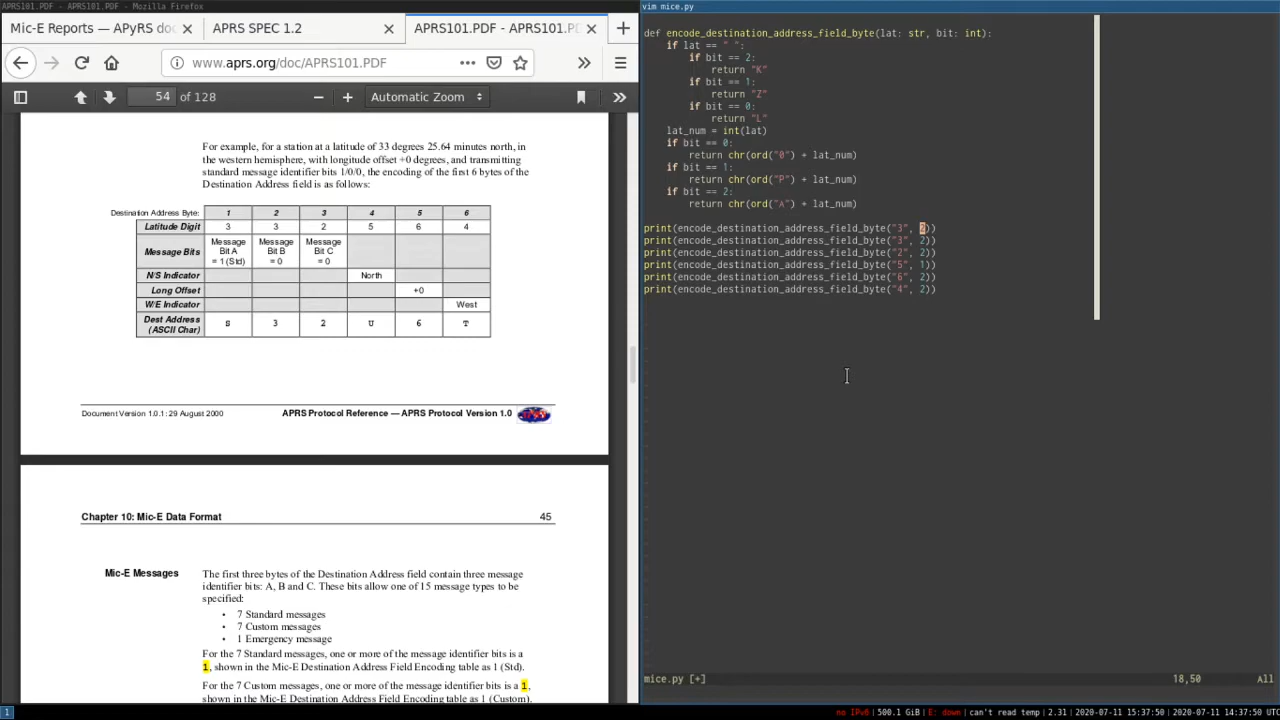 APRS101.PDF - APRS101.PDF - Mozilla Firefox
vim mice.py
Mic-E Reports — APyRS doc
APRS SPEC 1.2
APRS101.PDF - APRS101.PD
www.aprs.org/doc/APRS101.PDF
54 of 128
Automatic Zoom
For example, for a station at a latitude of 33 degrees 25.64 minutes north, in
the western hemisphere, with longitude offset +0 degrees, and transmitting
standard message identifier bits 1/0/0, the encoding of the first 6 bytes of the
Destination Address field is as follows:
Destination Address Byte: 1 2 3 4 5 6
Latitude Digit 3 3 2 5 6 4
Message Bits Message Bit A = 1 (Std) Message Bit B = 0 Message Bit C = 0
N/S Indicator North
Long Offset +0
W/E Indicator West
Dest Address (ASCII Char) S 3 2 U 6 T
Document Version 1.0.1: 29 August 2000 APRS Protocol Reference — APRS Protocol Version 1.0
Chapter 10: Mic-E Data Format 45
Mic-E Messages
The first three bytes of the Destination Address field contain three message
identifier bits: A, B and C. These bits allow one of 15 message types to be
specified:
• 7 Standard messages
• 7 Custom messages
• 1 Emergency message
For the 7 Standard messages, one or more of the message identifier bits is a
1, shown in the Mic-E Destination Address Field Encoding table as 1 (Std).
For the 7 Custom messages, one or more of the message identifier bits is a 1,
shown in the Mic-E Destination Address Field Encoding table as 1 (Custom).
def encode_destination_address_field_byte(lat: str, bit: int):
if lat == " ":
if bit == 2:
return "K"
if bit == 1:
return "Z"
if bit == 0:
return "L"
lat_num = int(lat)
if bit == 0:
return chr(ord("0") + lat_num)
if bit == 1:
return chr(ord("P") + lat_num)
if bit == 2:
return chr(ord("A") + lat_num)
print(encode_destination_address_field_byte("3", 2))
print(encode_destination_address_field_byte("3", 2))
print(encode_destination_address_field_byte("2", 2))
print(encode_destination_address_field_byte("5", 1))
print(encode_destination_address_field_byte("6", 2))
print(encode_destination_address_field_byte("4", 2))
mice.py [+] 18,50 All
1
no IPv6 | 500.1 GiB | E: down | can't read temp | 2.31 | 2020-07-11 15:37:50 | 2020-07-11 14:37:50 UTC